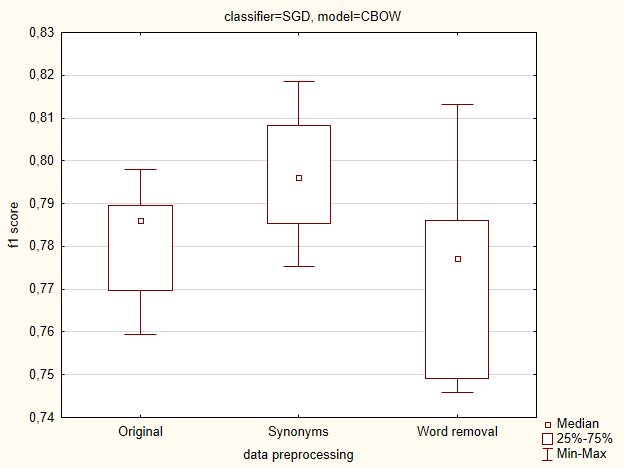 classifier=SGD, model=CBOW
0,83
0,82
0,81
0,80
0,79
0,78
0,77
0,76
0,75
0,74
f1 score
Original Synonyms Word removal
data preprocessing
Median
25%-75%
Min-Max